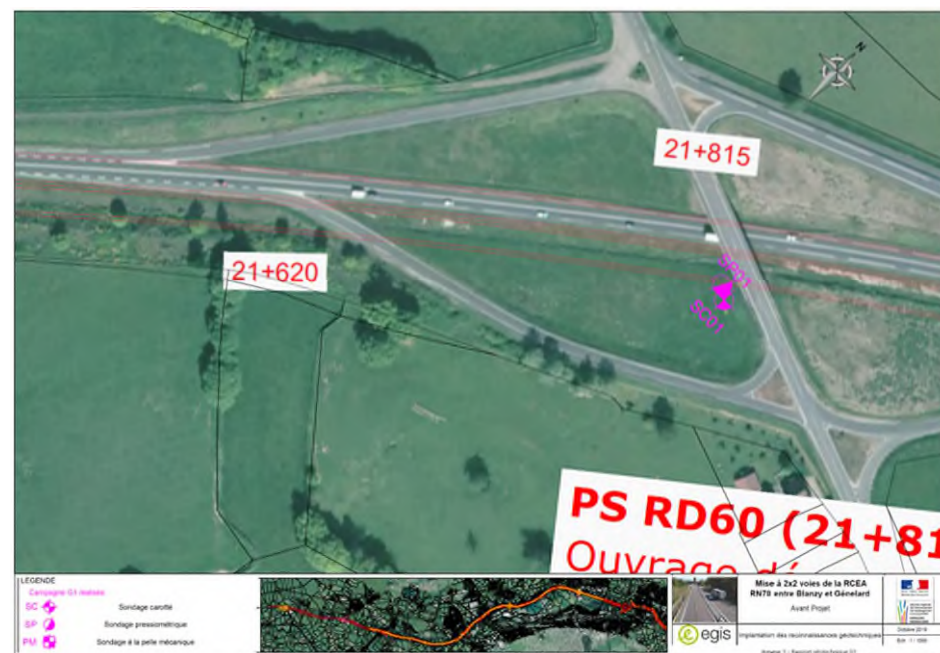 N
21+815
21+620
SP01
SC01
PS RD60 (21+81
Ouvrage
LEGENDE
Campagne G3 réalisée
SC Sondage carotté
SP Sondage pressiométrique
PM Sondage à la pelle mécanique
egis
Mise à 2x2 voies de la RCEA
RN70 entre Blanzy et Génelard
Avant Projet
Implantation des reconnaissances géotechniques